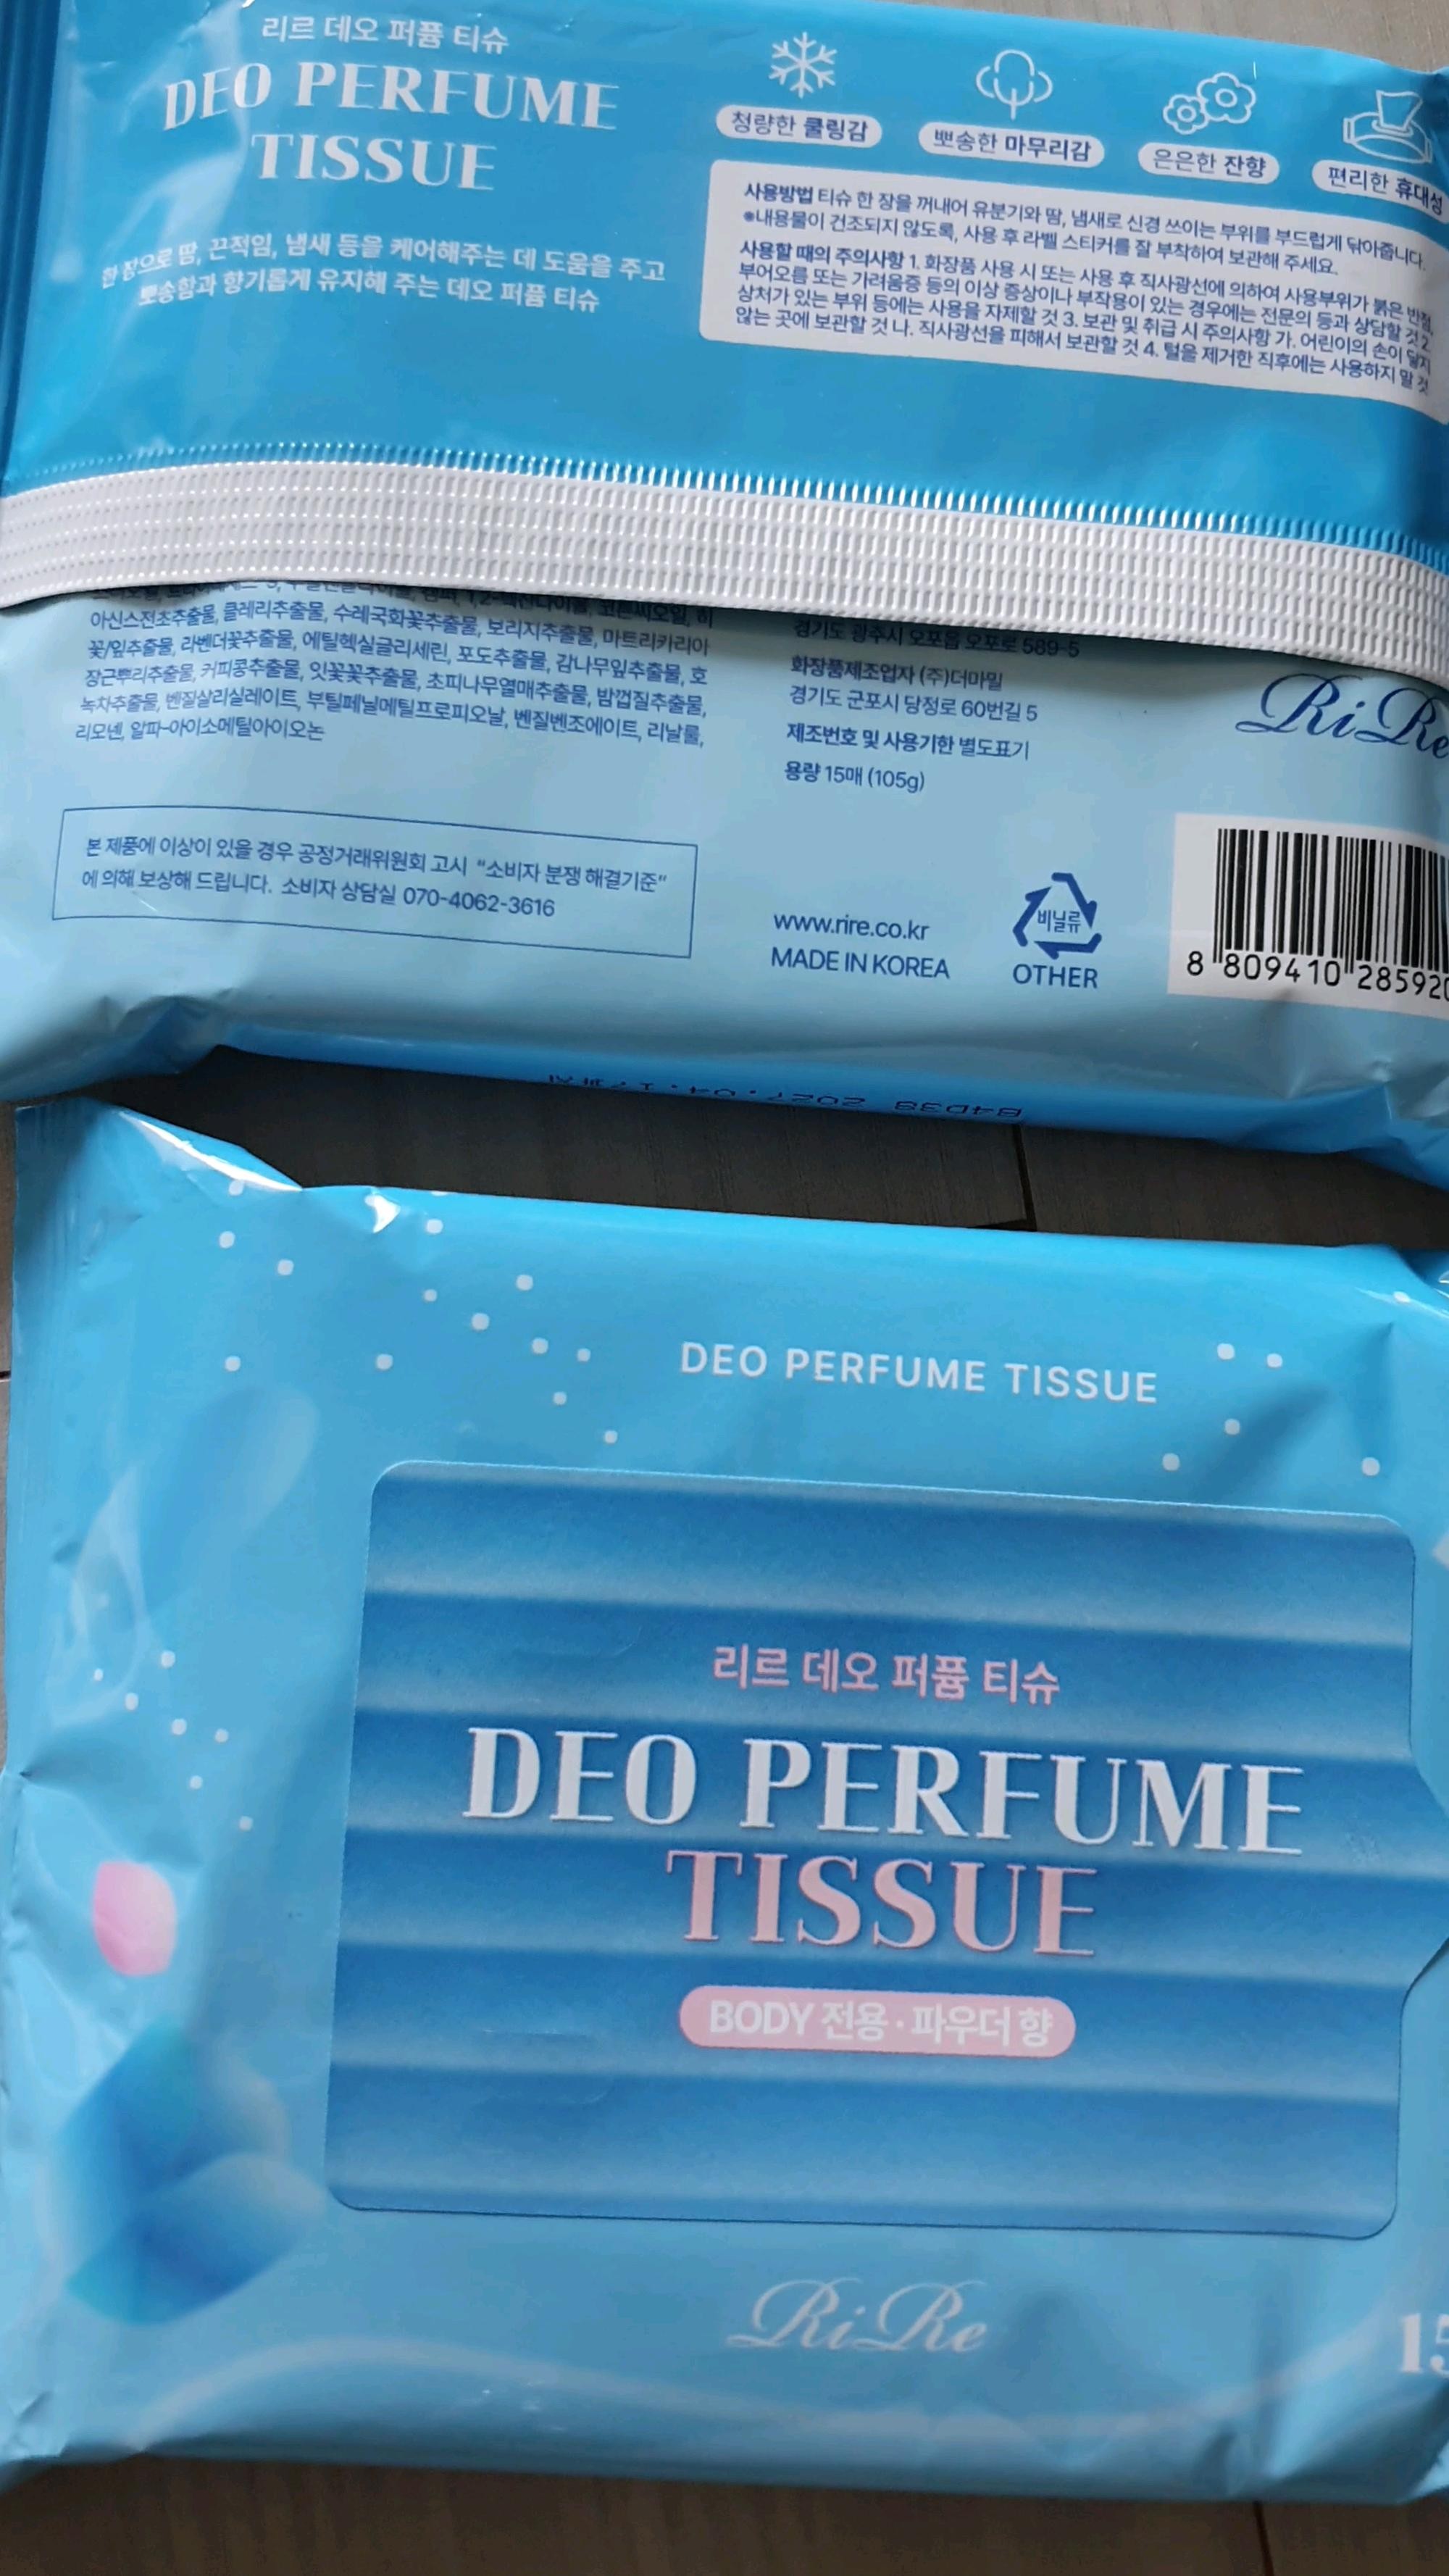 리르 데오 퍼퓸 티슈
DEO PERFUME
TISSUE
한 장으로 땀, 끈적임, 냄새 등을 케어해주는 데 도움을 주고
뽀송함과 향기롭게 유지해 주는 데오 퍼퓸 티슈
청량한 쿨링감
뽀송한 마무리감
은은한 잔향
편리한 휴대성
사용방법 티슈 한 장을 꺼내어 유분기와 땀, 냄새로 신경 쓰이는 부위를 부드럽게 닦아줍니다.
※내용물이 건조되지 않도록, 사용 후 라벨 스티커를 잘 부착하여 보관해 주세요.
사용할 때의 주의사항 1. 화장품 사용 시 또는 사용 후 직사광선에 의하여 사용부위가 붉은 반점,
부어오름 또는 가려움증 등의 이상 증상이나 부작용이 있는 경우에는 전문의 등과 상담할 것 2.
상처가 있는 부위 등에는 사용을 자제할 것 3. 보관 및 취급 시 주의사항 가. 어린이의 손이 닿지
않는 곳에 보관할 것 나. 직사광선을 피해서 보관할 것 4. 털을 제거한 직후에는 사용하지 말 것
아신스전초추출물, 클레리추출물, 수레국화꽃추출물, 보리지추출물, 마트리카리아
꽃/잎추출물, 라벤더꽃추출물, 에틸헥실글리세린, 포도추출물, 감나무잎추출물, 호
장근뿌리추출물, 커피콩추출물, 잇꽃꽃추출물, 초피나무열매추출물, 밤껍질추출물,
녹차추출물, 벤질살리실레이트, 부틸페닐메틸프로피오날, 벤질벤조에이트, 리날룰,
리모넨, 알파-아이소메틸아이오논
본 제품에 이상이 있을 경우 공정거래위원회 고시 “소비자 분쟁 해결기준”
에 의해 보상해 드립니다. 소비자 상담실 070-4062-3616
경기도 광주시 오포읍 오포로 589-5
화장품제조업자 (주)더마밀
경기도 군포시 당정로 60번길 5
제조번호 및 사용기한 별도표기
용량 15매 (105g)
www.rire.co.kr
MADE IN KOREA
비닐류
OTHER
RiRe
8 809410 285920
B4D39 2027.04.17까지
DEO PERFUME TISSUE
리르 데오 퍼퓸 티슈
DEO PERFUME
TISSUE
BODY 전용 · 파우더 향
RiRe
15